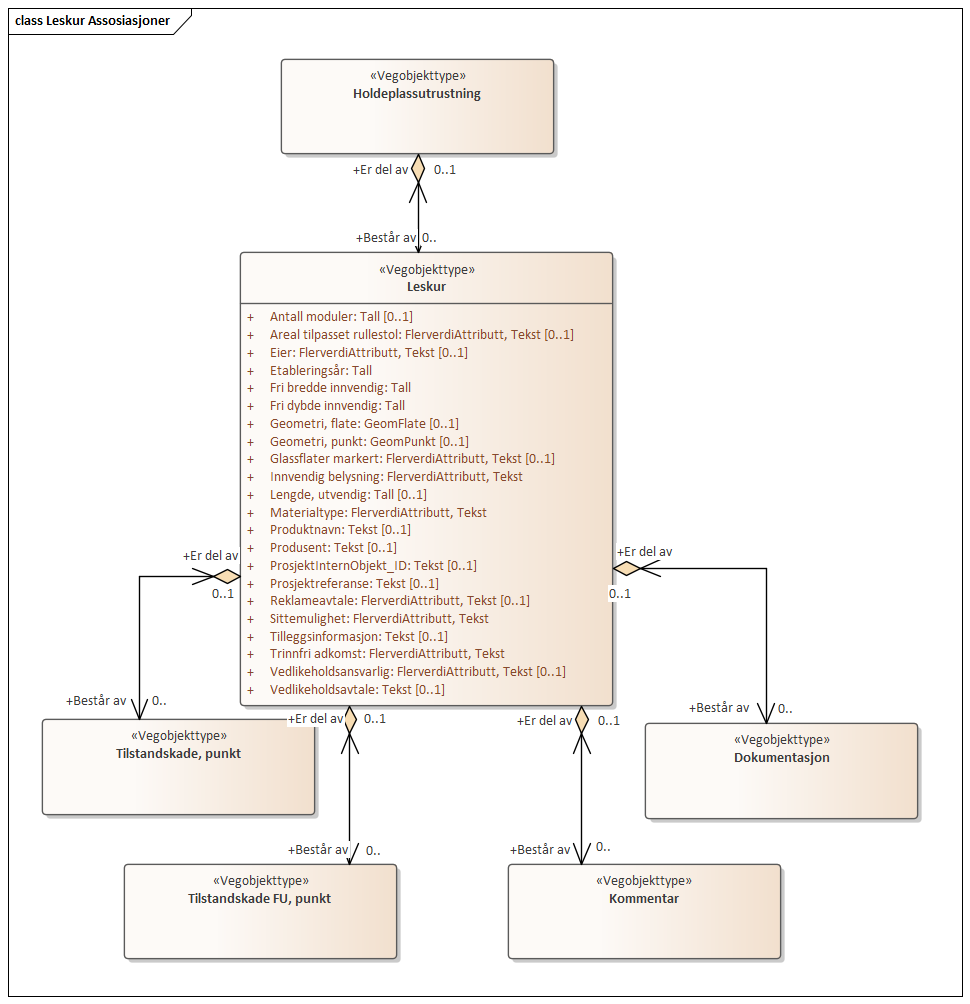 class Leskur Assosiasjoner
«Vegobjekttype»
Holdeplassutrustning
+Er del av
0..1
+Består av
0..
«Vegobjekttype»
Leskur
+ Antall moduler: Tall [0..1]
+ Areal tilpasset rullestol: FlerverdiAttributt, Tekst [0..1]
+ Eier: FlerverdiAttributt, Tekst [0..1]
+ Etableringsår: Tall
+ Fri bredde innvendig: Tall
+ Fri dybde innvendig: Tall
+ Geometri, flate: GeomFlate [0..1]
+ Geometri, punkt: GeomPunkt [0..1]
+ Glassflater markert: FlerverdiAttributt, Tekst [0..1]
+ Innvendig belysning: FlerverdiAttributt, Tekst
+ Lengde, utvendig: Tall [0..1]
+ Materialtype: FlerverdiAttributt, Tekst
+ Produktnavn: Tekst [0..1]
+ Produsent: Tekst [0..1]
+ ProsjektInternObjekt_ID: Tekst [0..1]
+ Prosjektreferanse: Tekst [0..1]
+ Reklameavtale: FlerverdiAttributt, Tekst [0..1]
+ Sittemulighet: FlerverdiAttributt, Tekst
+ Tilleggsinformasjon: Tekst [0..1]
+ Trinnfri adkomst: FlerverdiAttributt, Tekst
+ Vedlikeholdsansvarlig: FlerverdiAttributt, Tekst [0..1]
+ Vedlikeholdsavtale: Tekst [0..1]
+Er del av
0..1
+Består av
0..
«Vegobjekttype»
Tilstandskade, punkt
+Er del av
0..1
+Består av
0..
«Vegobjekttype»
Dokumentasjon
+Er del av
0..1
+Består av
0..
«Vegobjekttype»
Tilstandskade FU, punkt
+Er del av
0..1
+Består av
0..
«Vegobjekttype»
Kommentar